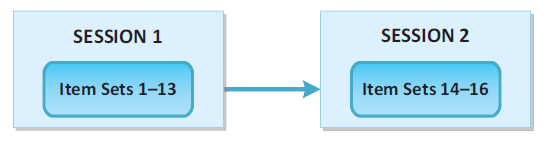 SESSION 1
Item Sets 1–13
SESSION 2
Item Sets 14–16